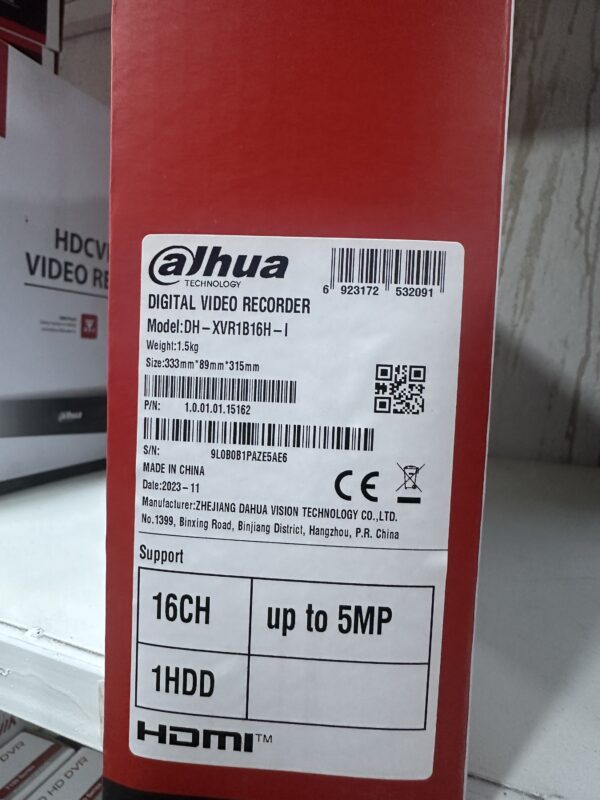 HDCV
VIDEO RE
alhua
alhua
TECHNOLOGY
6 923172 532091
DIGITAL VIDEO RECORDER
Model:DH-XVR1B16H-I
Weight:1.5kg
Size:333mm*89mm*315mm
P/N: 1.0.01.01.15162
S/N: 9L0B0B1PAZE5AE6
MADE IN CHINA
Date:2023-11
CE
Manufacturer:ZHEJIANG DAHUA VISION TECHNOLOGY CO.,LTD.
No.1399, Binxing Road, Binjiang District, Hangzhou, P.R. China
Support
16CH up to 5MP
1HDD
HDMI™
HD DVR